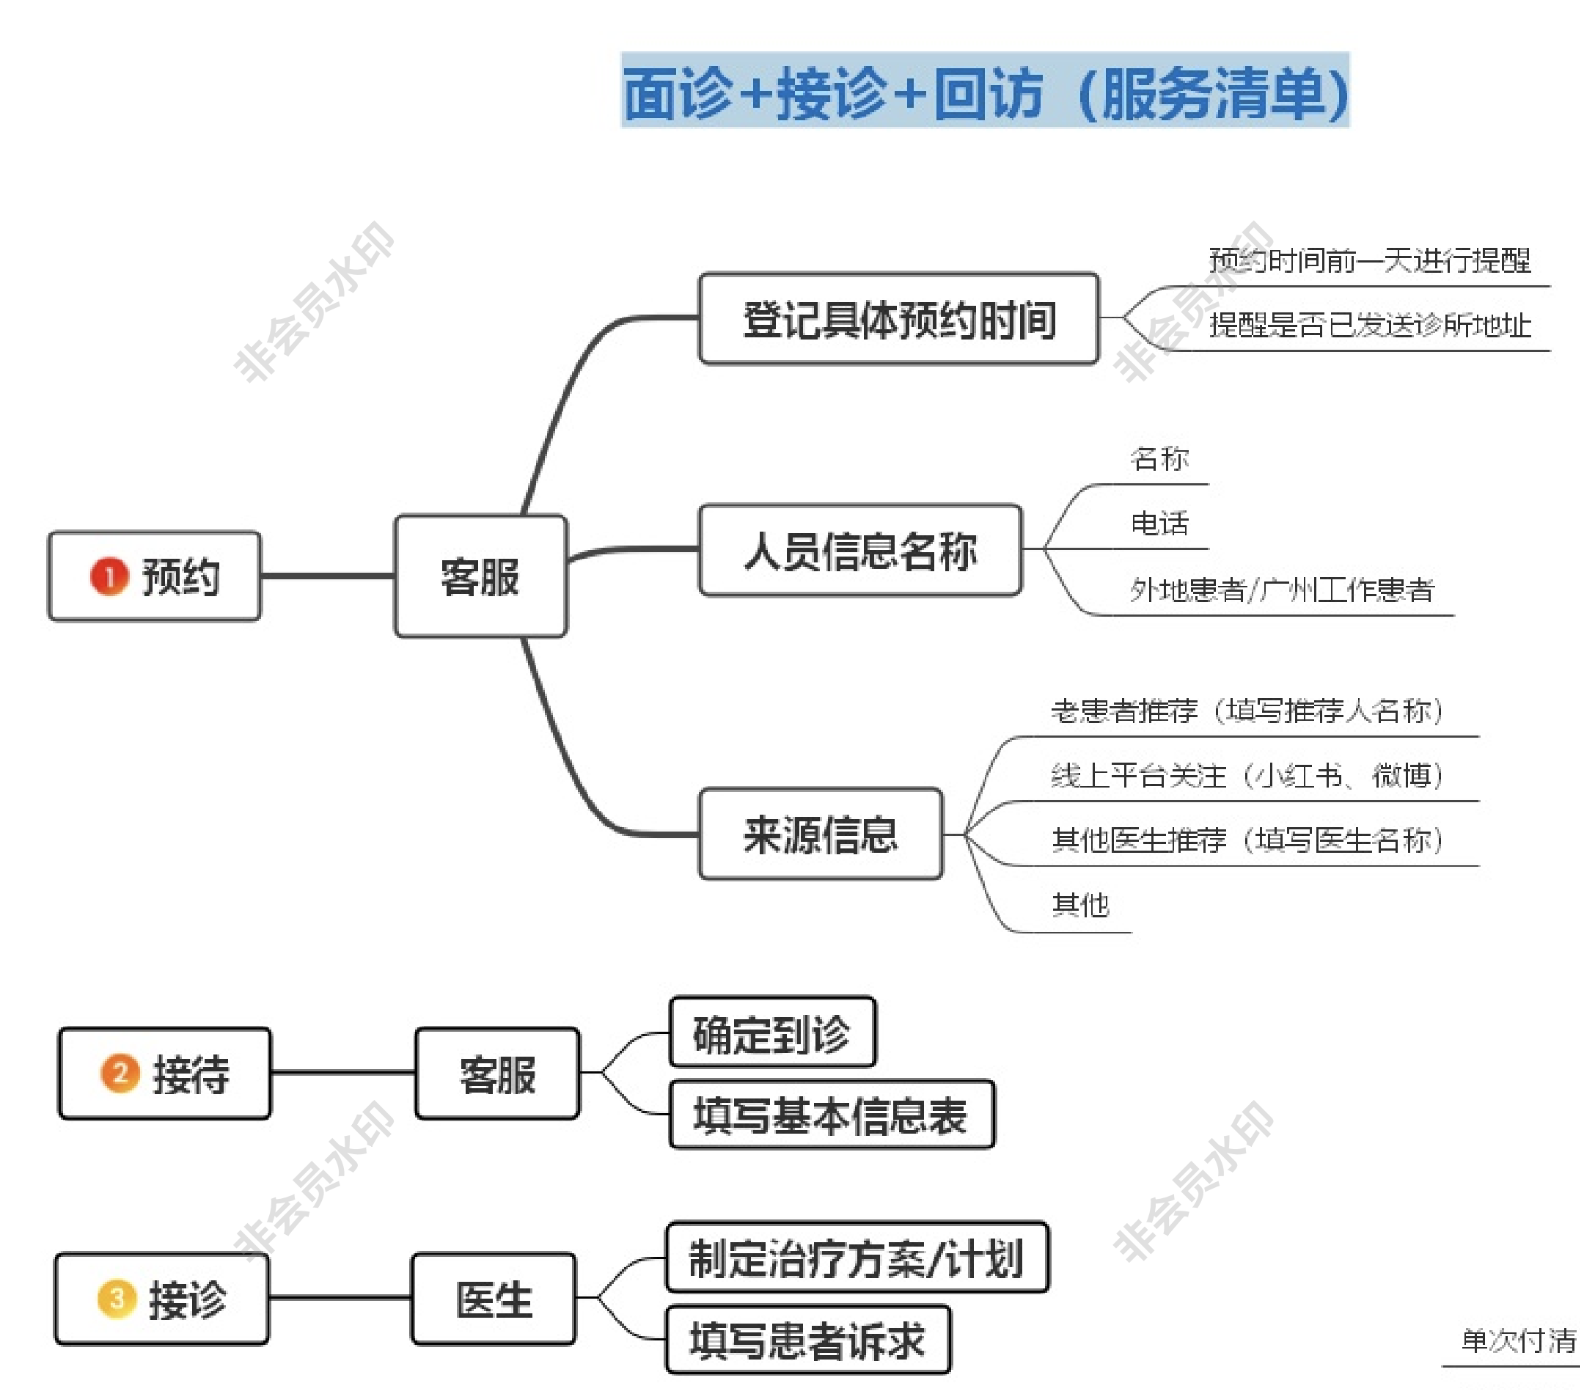 面诊+接诊+回访（服务清单）
预约时间前一天进行提醒
登记具体预约时间
提醒是否已发送诊所地址
名称
电话
人员信息名称
1 预约
客服
外地患者/广州工作患者
老患者推荐（填写推荐人名称）
线上平台关注（小红书、微博）
来源信息
其他医生推荐（填写医生名称）
其他
确定到诊
2 接待
客服
填写基本信息表
制定治疗方案/计划
3 接诊
医生
填写患者诉求
单次付清
非会员水印
非会员水印
非会员水印
非会员水印